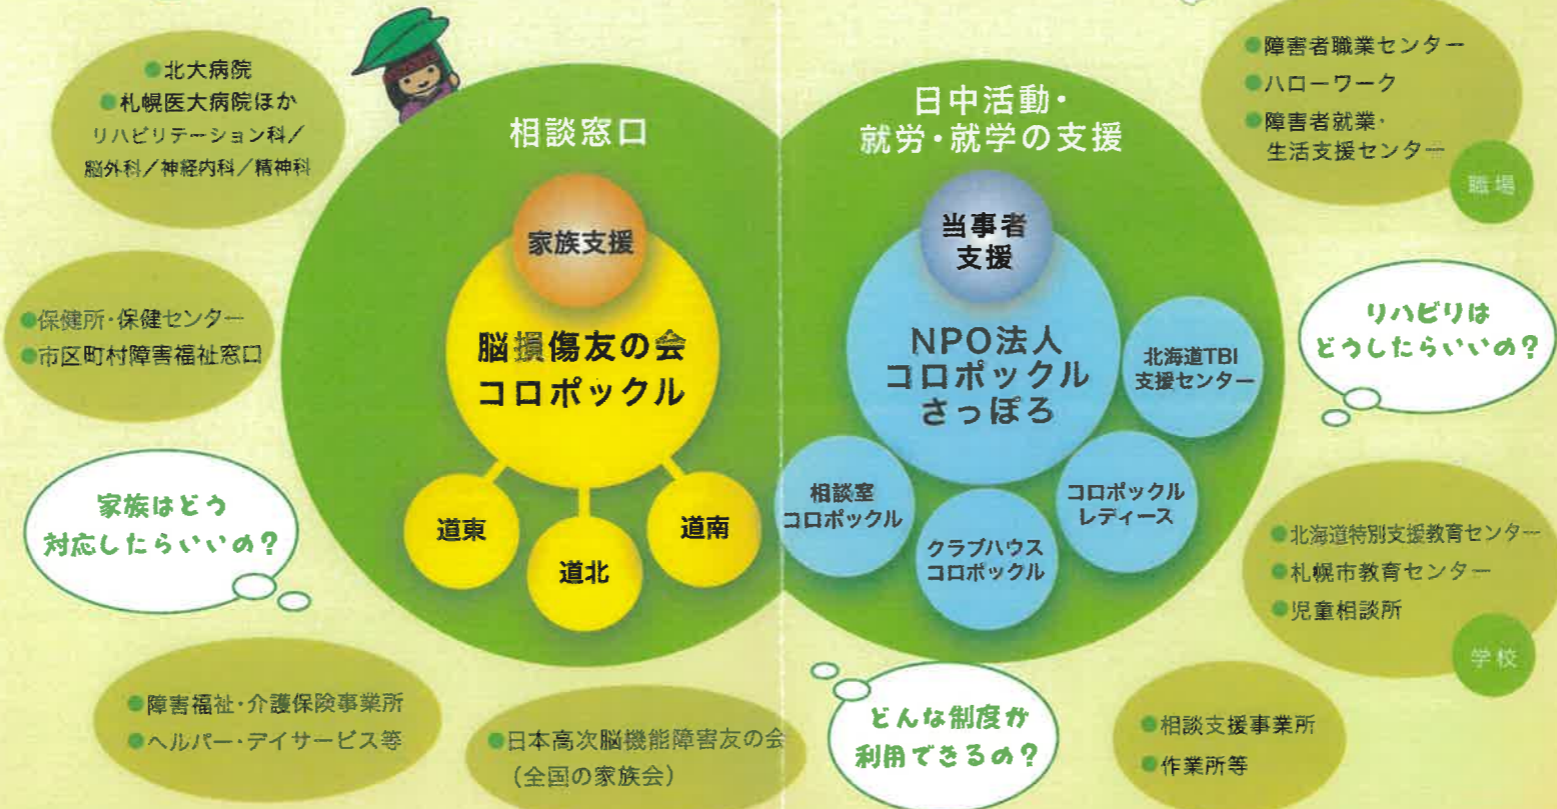 ●北大病院
●札幌医大病院ほか
リハビリテーション科/
脳外科/神経内科/精神科
●保健所・保健センター
●市区町村障害福祉窓口
家族はどう
対応したらいいの?
●障害福祉・介護保険事業所
●ヘルパー・デイサービス等
相談窓口
家族支援
脳損傷友の会
コロポックル
道東
道北
道南
●日本高次脳機能障害友の会
(全国の家族会)
日中活動・
就労・就学の支援
当事者
支援
NPO法人
コロポックル
さっぽろ
北海道TBI
支援センター
相談室
コロポックル
クラブハウス
コロポックル
コロポックル
レディース
どんな制度が
利用できるの?
●障害者職業センター
●ハローワーク
●障害者就業・
生活支援センター
職場
リハビリは
どうしたらいいの?
●北海道特別支援教育センター
●札幌市教育センター
●児童相談所
学校
●相談支援事業所
●作業所等